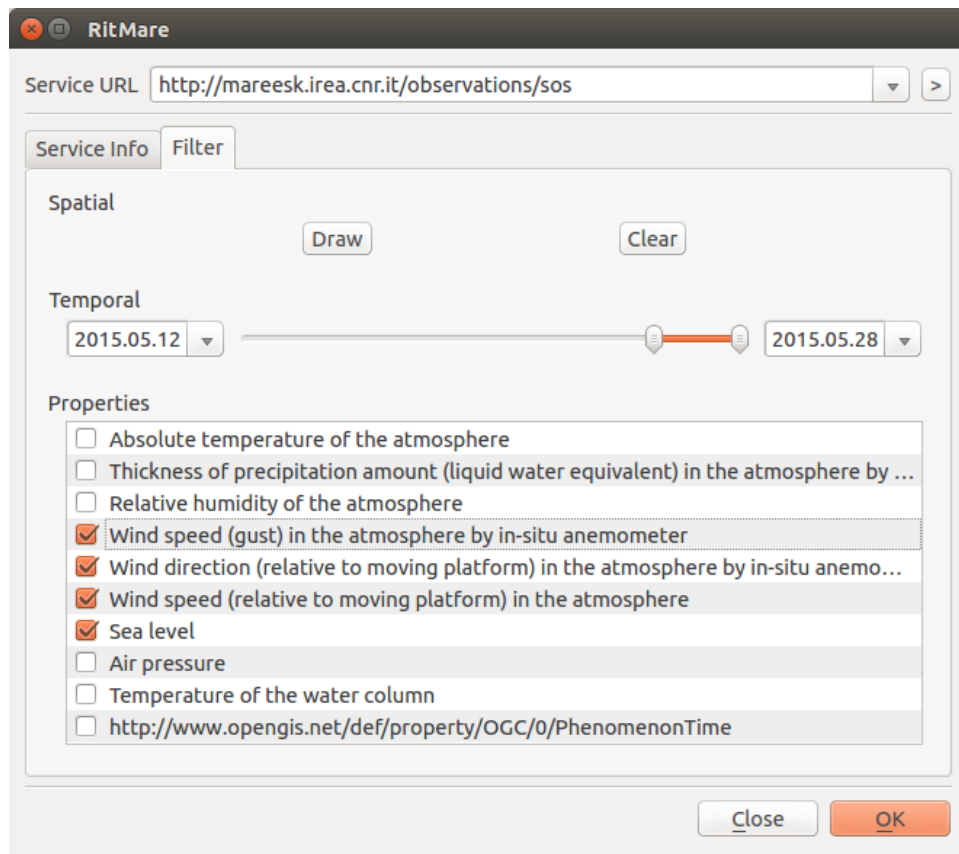 RitMare
Service URL http://mareesk.irea.cnr.it/observations/sos >
Service Info Filter
Spatial
Draw Clear
Temporal
2015.05.12 2015.05.28
Properties
Absolute temperature of the atmosphere
Thickness of precipitation amount (liquid water equivalent) in the atmosphere by ...
Relative humidity of the atmosphere
Wind speed (gust) in the atmosphere by in-situ anemometer
Wind direction (relative to moving platform) in the atmosphere by in-situ anemo...
Wind speed (relative to moving platform) in the atmosphere
Sea level
Air pressure
Temperature of the water column
http://www.opengis.net/def/property/OGC/0/PhenomenonTime
Close OK